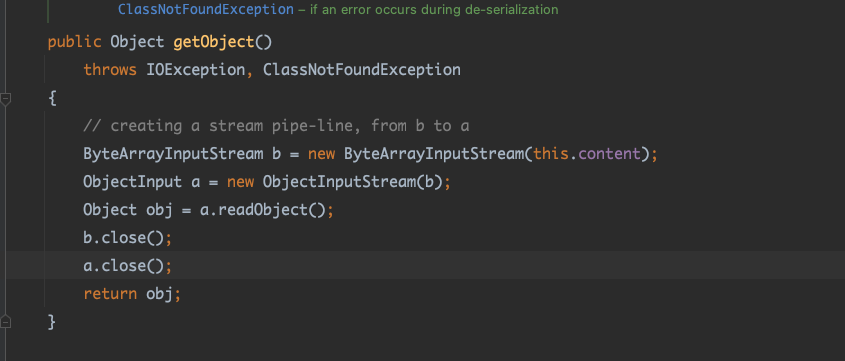 ClassNotFoundException – if an error occurs during de-serialization
public Object getObject()
throws IOException, ClassNotFoundException
{
// creating a stream pipe-line, from b to a
ByteArrayInputStream b = new ByteArrayInputStream(this.content);
ObjectInput a = new ObjectInputStream(b);
Object obj = a.readObject();
b.close();
a.close();
return obj;
}